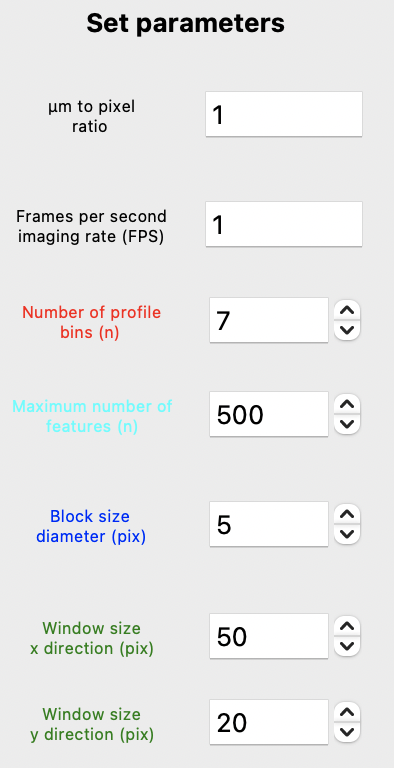 Set parameters
µm to pixel
ratio
1
Frames per second
imaging rate (FPS)
1
Number of profile
bins (n)
7
Maximum number of
features (n)
500
Block size
diameter (pix)
5
Window size
x direction (pix)
50
Window size
y direction (pix)
20